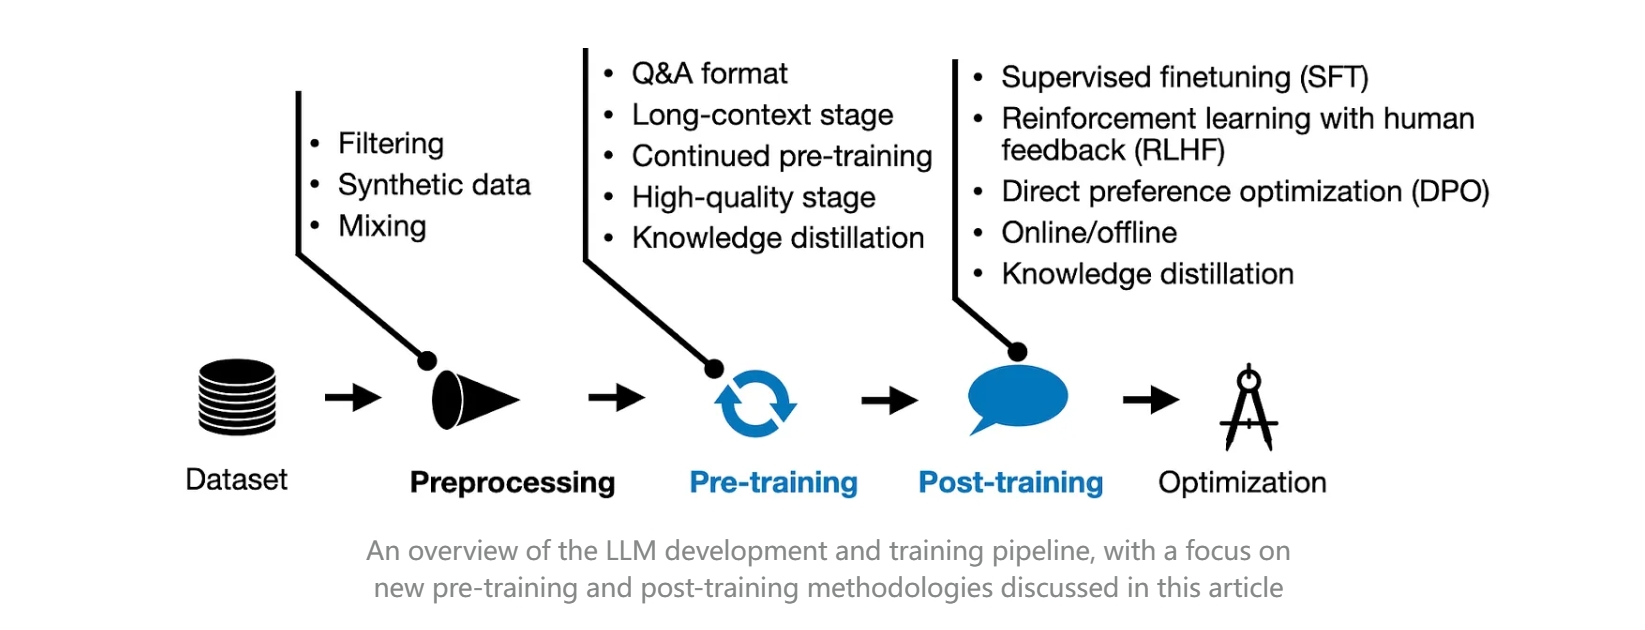 • Filtering
• Synthetic data
• Mixing
• Q&A format
• Long-context stage
• Continued pre-training
• High-quality stage
• Knowledge distillation
• Supervised finetuning (SFT)
• Reinforcement learning with human
feedback (RLHF)
• Direct preference optimization (DPO)
• Online/offline
• Knowledge distillation
Dataset
Preprocessing
Pre-training
Post-training
Optimization
An overview of the LLM development and training pipeline, with a focus on
new pre-training and post-training methodologies discussed in this article